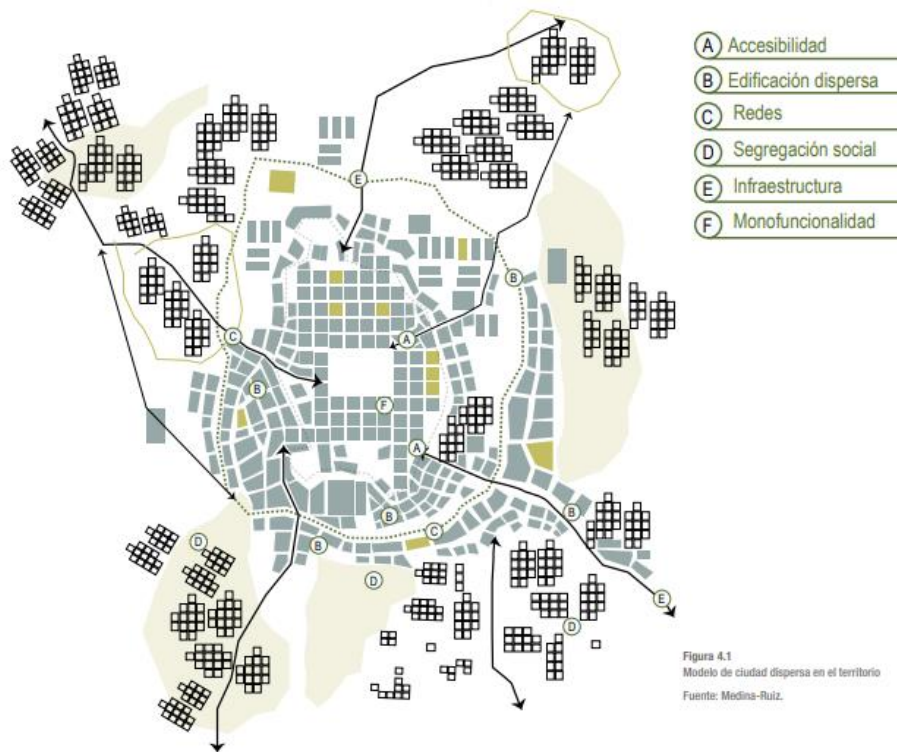 A Accesibilidad
B Edificación dispersa
C Redes
D Segregación social
E Infraestructura
F Monofuncionalidad
E
B
A
C
B
F
A
B
B
C
B
D
D
D
E
Figura 4.1
Modelo de ciudad dispersa en el territorio
Fuente: Medina-Ruiz.